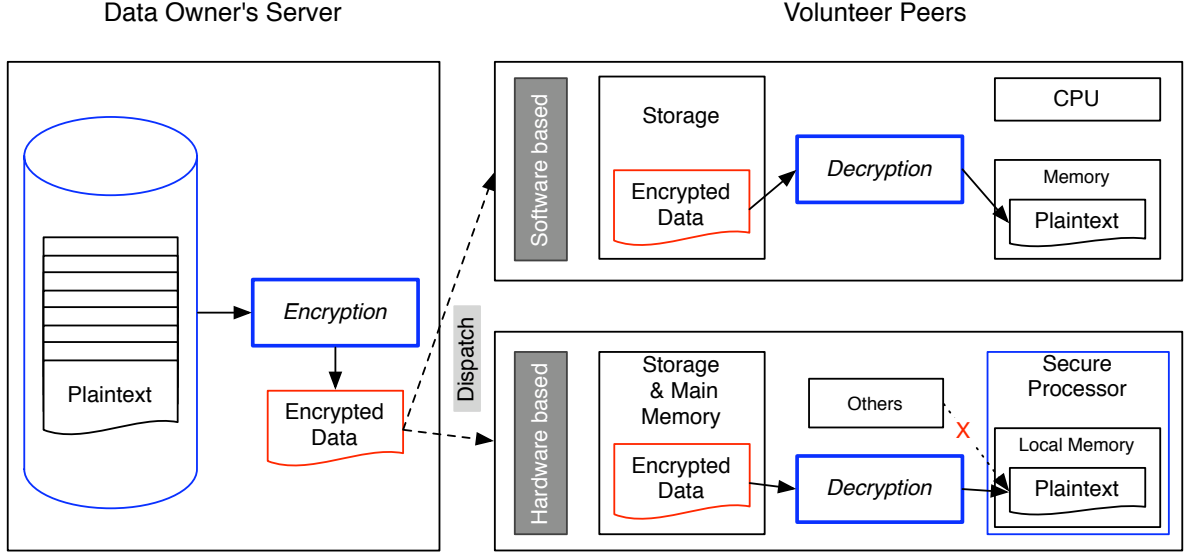 Data Owner's Server
Plaintext
Encryption
Encrypted
Data
Dispatch
Volunteer Peers
Software based
Storage
Encrypted
Data
Decryption
CPU
Memory
Plaintext
Hardware based
Storage
& Main
Memory
Encrypted
Data
Others
X
Decryption
Secure
Processor
Local Memory
Plaintext